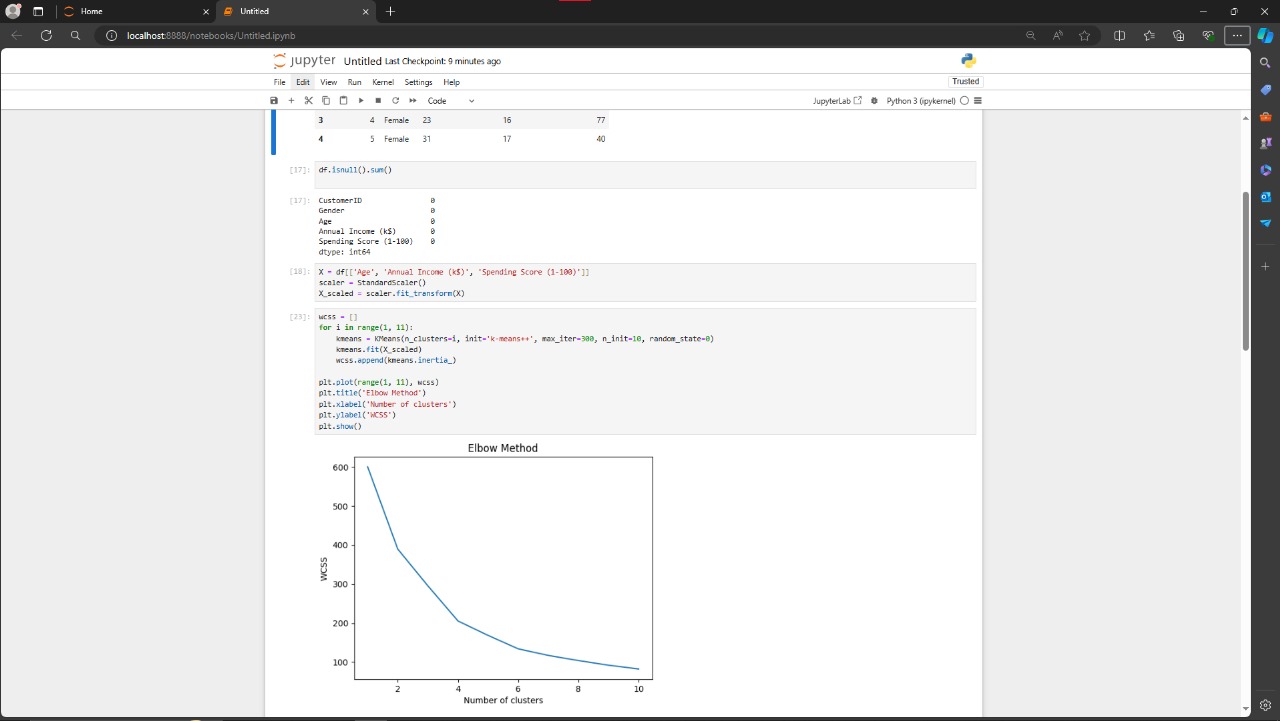 Home
Untitled
localhost:8888/notebooks/Untitled.ipynb
jupyter Untitled Last Checkpoint: 9 minutes ago
File Edit View Run Kernel Settings Help
Trusted
Code
JupyterLab
Python 3 (ipykernel)
3 4 Female 23 16 77
4 5 Female 31 17 40
[17]: df.isnull().sum()
[17]: CustomerID 0
Gender 0
Age 0
Annual Income (k$) 0
Spending Score (1-100) 0
dtype: int64
[18]: X = df[['Age', 'Annual Income (k$)', 'Spending Score (1-100)']]
scaler = StandardScaler()
X_scaled = scaler.fit_transform(X)
[23]: wcss = []
for i in range(1, 11):
kmeans = KMeans(n_clusters=i, init='k-means++', max_iter=300, n_init=10, random_state=0)
kmeans.fit(X_scaled)
wcss.append(kmeans.inertia_)
plt.plot(range(1, 11), wcss)
plt.title('Elbow Method')
plt.xlabel('Number of clusters')
plt.ylabel('WCSS')
plt.show()
Elbow Method
600
500
400
300
200
100
WCSS
2 4 6 8 10
Number of clusters